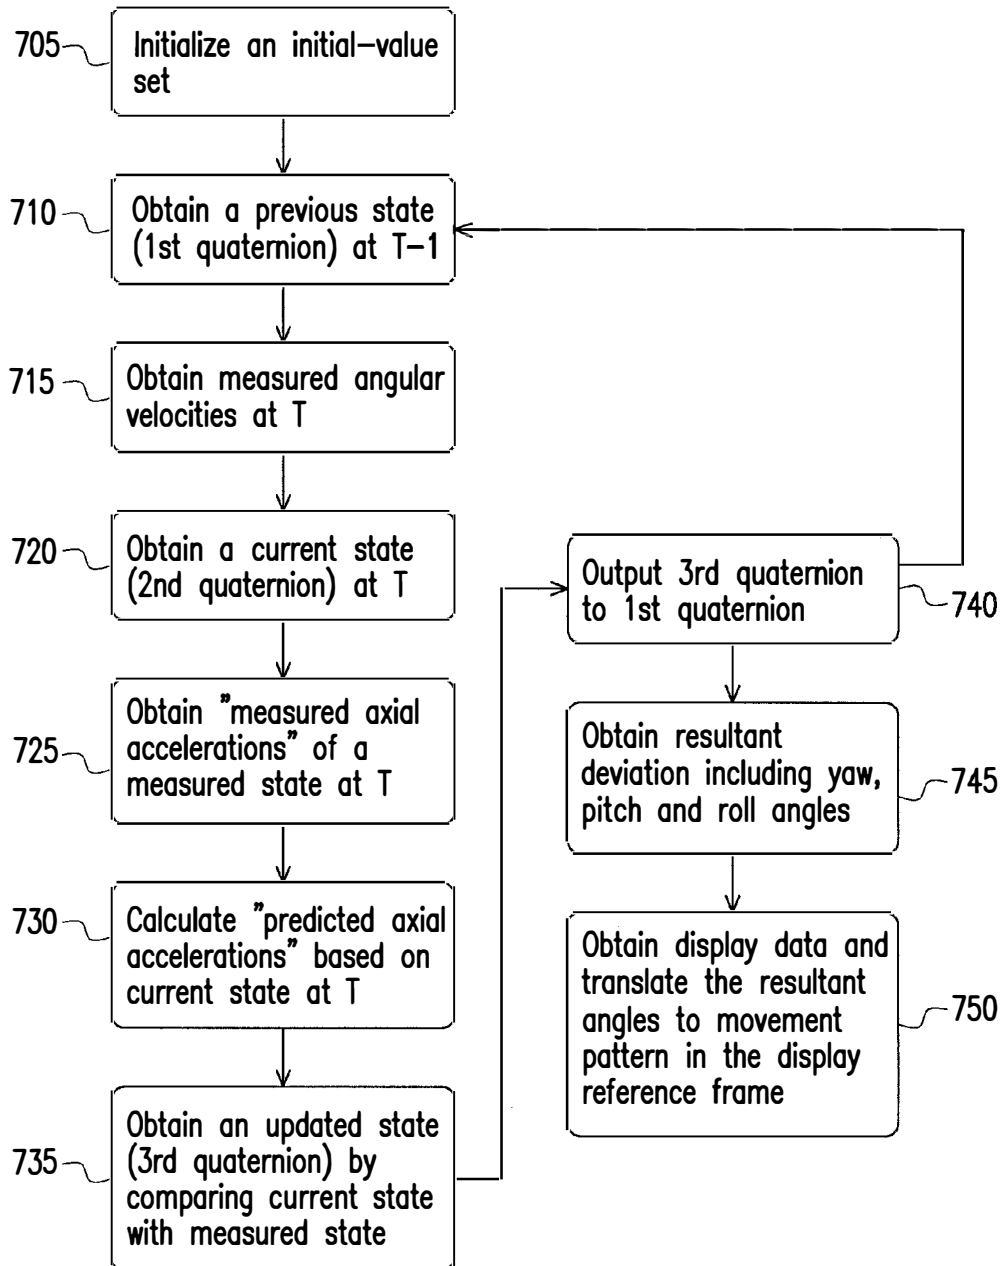 705
Initialize an initial-value
set
710
Obtain a previous state
(1st quaternion) at T-1
715
Obtain measured angular
velocities at T
720
Obtain a current state
(2nd quaternion) at T
725
Obtain "measured axial
accelerations" of a
measured state at T
730
Calculate "predicted axial
accelerations" based on
current state at T
735
Obtain an updated state
(3rd quaternion) by
comparing current state
with measured state
Output 3rd quaternion
to 1st quaternion
740
Obtain resultant
deviation including yaw,
pitch and roll angles
745
Obtain display data and
translate the resultant
angles to movement
pattern in the display
reference frame
750